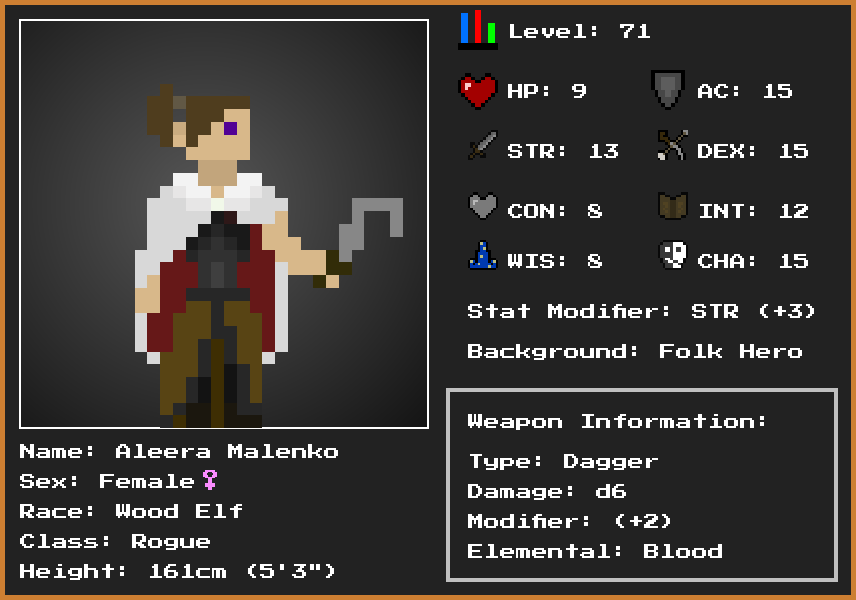 Level: 71
HP: 9 AC: 15
STR: 13 DEX: 15
CON: 8 INT: 12
WIS: 8 CHA: 15
Stat Modifier: STR (+3)
Background: Folk Hero
Weapon Information:
Type: Dagger
Damage: d6
Modifier: (+2)
Elemental: Blood
Name: Aleera Malenko
Sex: Female♀
Race: Wood Elf
Class: Rogue
Height: 161cm (5'3")